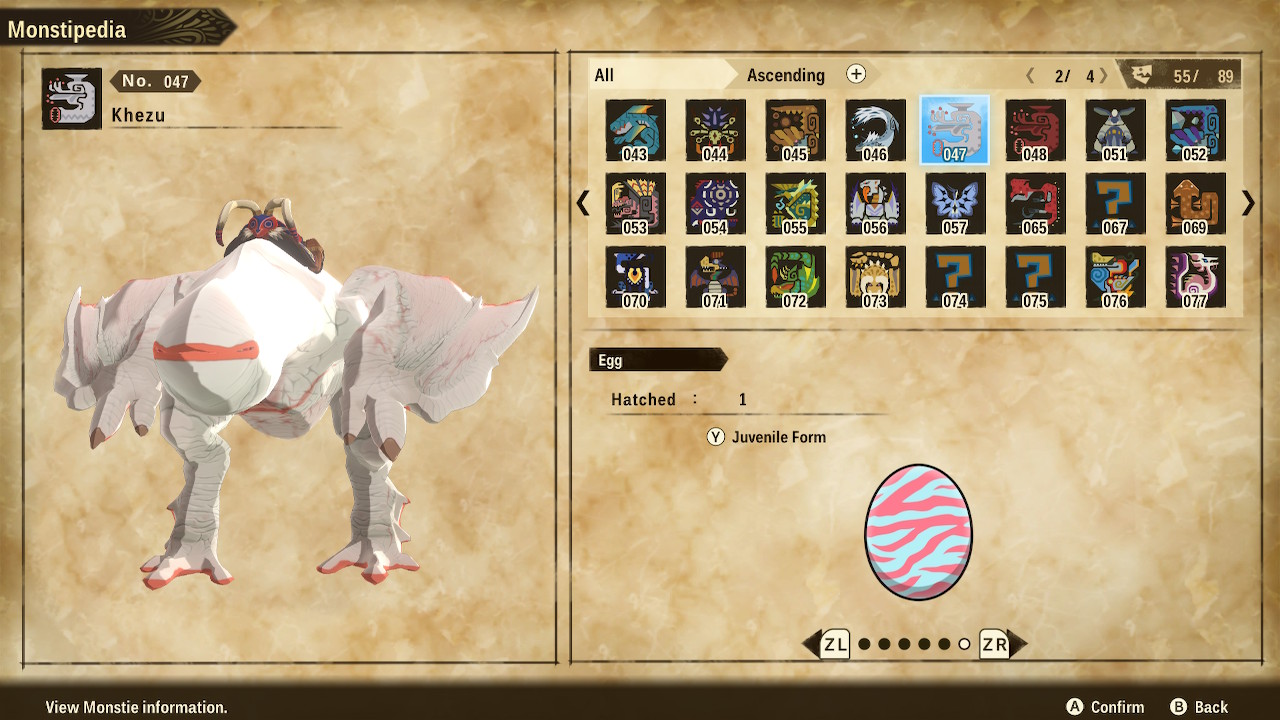 Monstipedia
No. 047
Khezu
All
Ascending
2/ 4
55/ 89
043 044 045 046 047 048 051 052
053 054 055 056 057 065 067 069
070 071 072 073 074 075 076 077
Egg
Hatched : 1
Y Juvenile Form
ZL ZR
View Monstie information.
A Confirm B Back